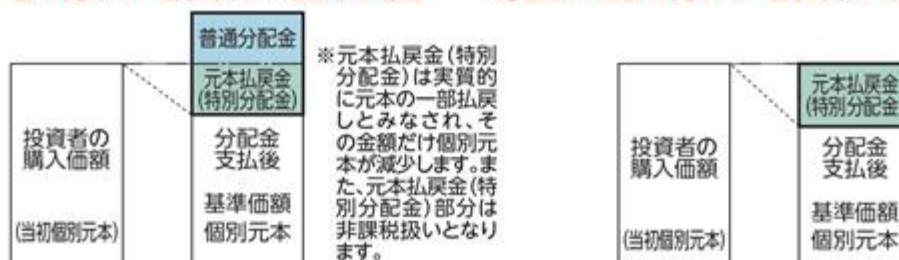 普通分配金
元本払戻金
(特別分配金)
投資者の
購入価額
(当初個別元本)
分配金
支払後
基準価額
個別元本
※元本払戻金(特別
分配金)は実質的
に元本の一部払戻
しとみなされ、そ
の金額だけ個別元
本が減少します。ま
た、元本払戻金(特
別分配金)部分は
非課税扱いとなり
ます。
投資者の
購入価額
(当初個別元本)
元本払戻金
(特別分配金
分配金
支払後
基準価額
個別元本